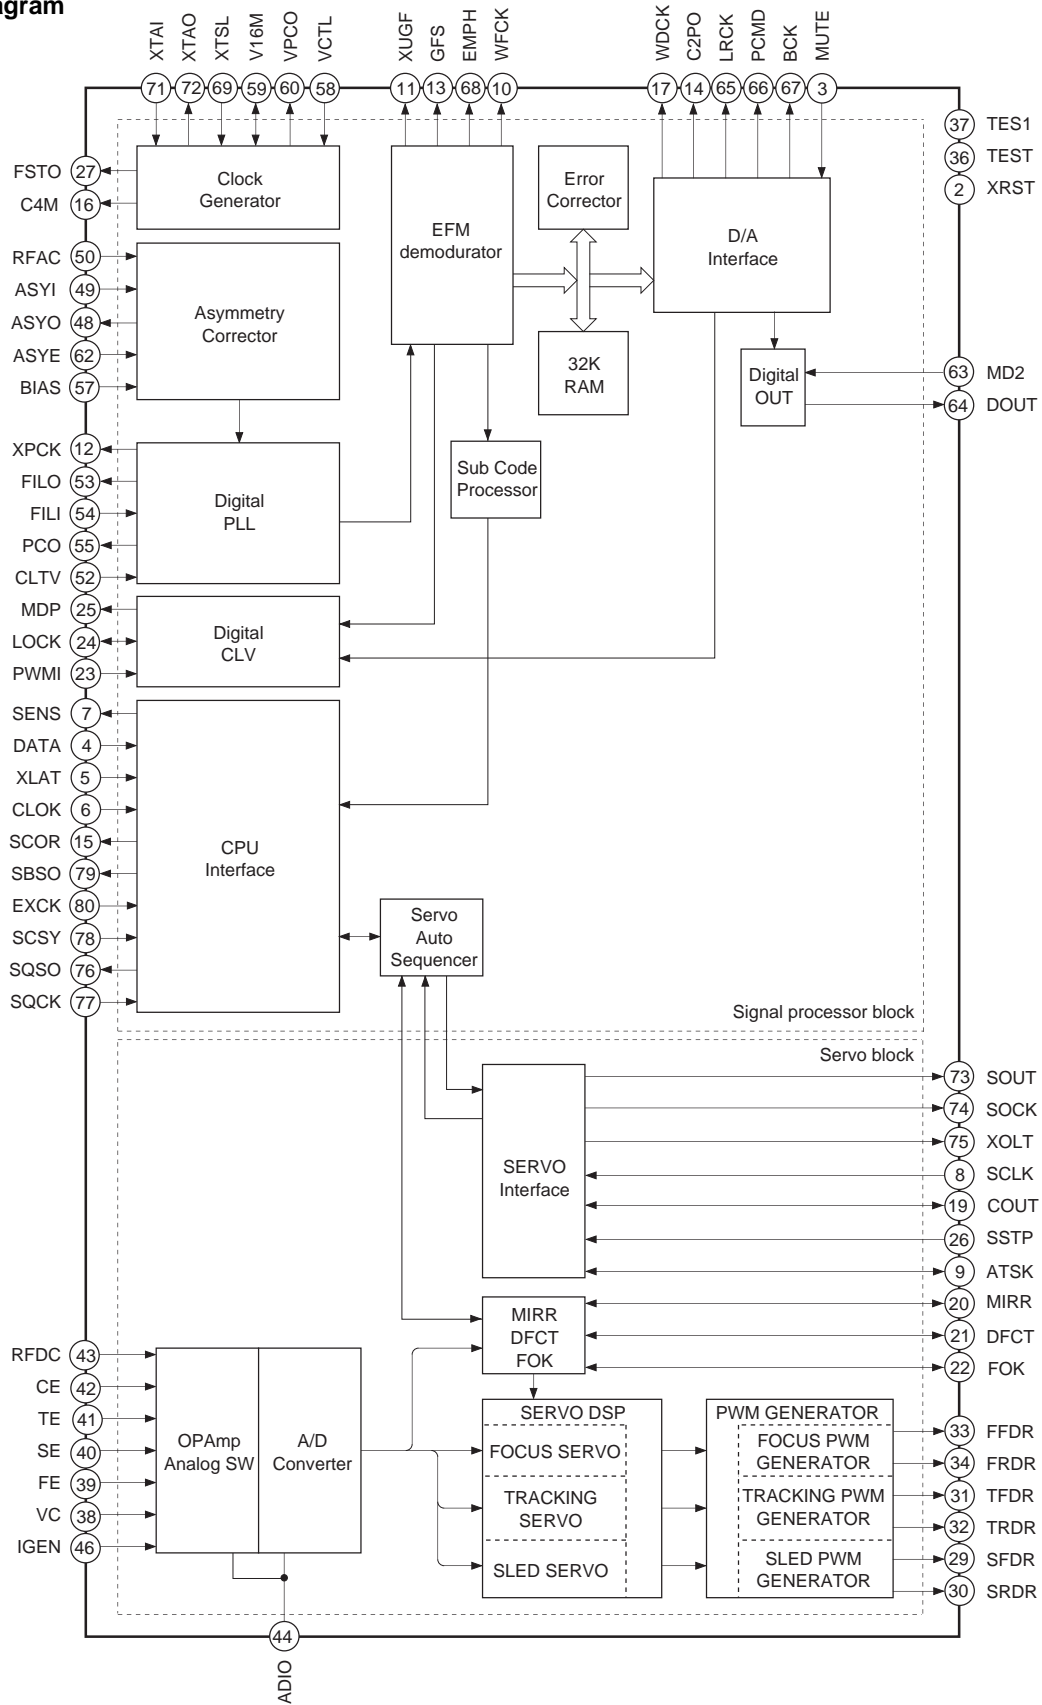 agram
XTAI
XTAO
XTSL
V16M
VPCO
VCTL
XUGF
GFS
EMPH
WFCK
WDCK
C2PO
LRCK
PCMD
BCK
MUTE
71
72
69
59
60
58
11
13
68
10
17
14
65
66
67
3
37 TES1
36 TEST
2 XRST
FSTO 27
C4M 16
Clock
Generator
RFAC 50
ASYI 49
ASYO 48
ASYE 62
BIAS 57
Asymmetry
Corrector
EFM
demodurator
Error
Corrector
32K
RAM
D/A
Interface
Digital
OUT
63 MD2
64 DOUT
XPCK 12
FILO 53
FILI 54
PCO 55
CLTV 52
Digital
PLL
Sub Code
Processor
MDP 25
LOCK 24
PWMI 23
Digital
CLV
SENS 7
DATA 4
XLAT 5
CLOK 6
SCOR 15
SBSO 79
EXCK 80
SCSY 78
SQSO 76
SQCK 77
CPU
Interface
Servo
Auto
Sequencer
Signal processor block
Servo block
SERVO
Interface
73 SOUT
74 SOCK
75 XOLT
8 SCLK
19 COUT
26 SSTP
9 ATSK
MIRR
DFCT
FOK
20 MIRR
21 DFCT
22 FOK
RFDC 43
CE 42
TE 41
SE 40
FE 39
VC 38
IGEN 46
OPAmp
Analog SW
A/D
Converter
SERVO DSP
FOCUS SERVO
TRACKING
SERVO
SLED SERVO
PWM GENERATOR
FOCUS PWM
GENERATOR
TRACKING PWM
GENERATOR
SLED PWM
GENERATOR
33 FFDR
34 FRDR
31 TFDR
32 TRDR
29 SFDR
30 SRDR
44
ADIO